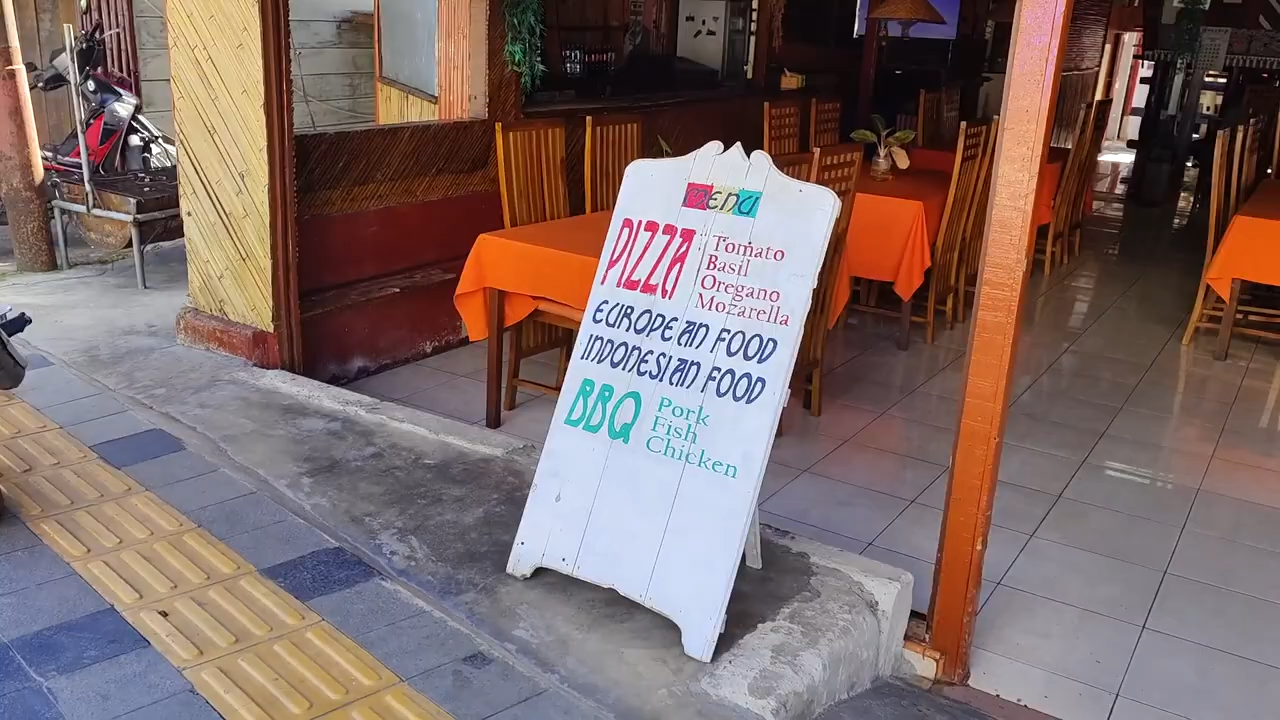 MENU
PIZZA
Tomato
Basil
Oregano
Mozarella
EUROPEAN FOOD
INDONESIAN FOOD
BBQ
Pork
Fish
Chicken